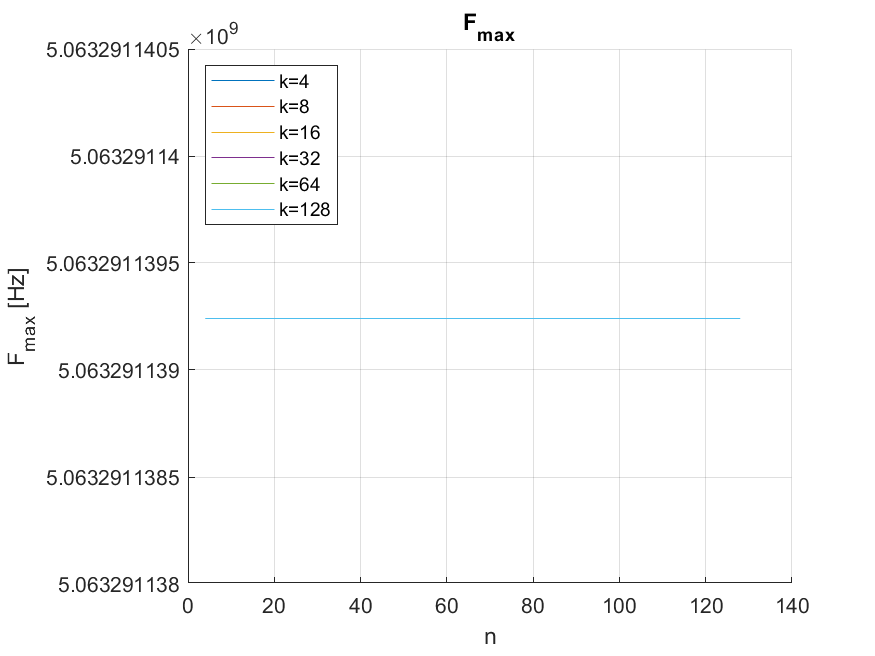 F_max
×10^9
5.0632911405
5.06329114
5.0632911395
5.063291139
5.0632911385
5.063291138
F_max [Hz]
k=4
k=8
k=16
k=32
k=64
k=128
0 20 40 60 80 100 120 140
n